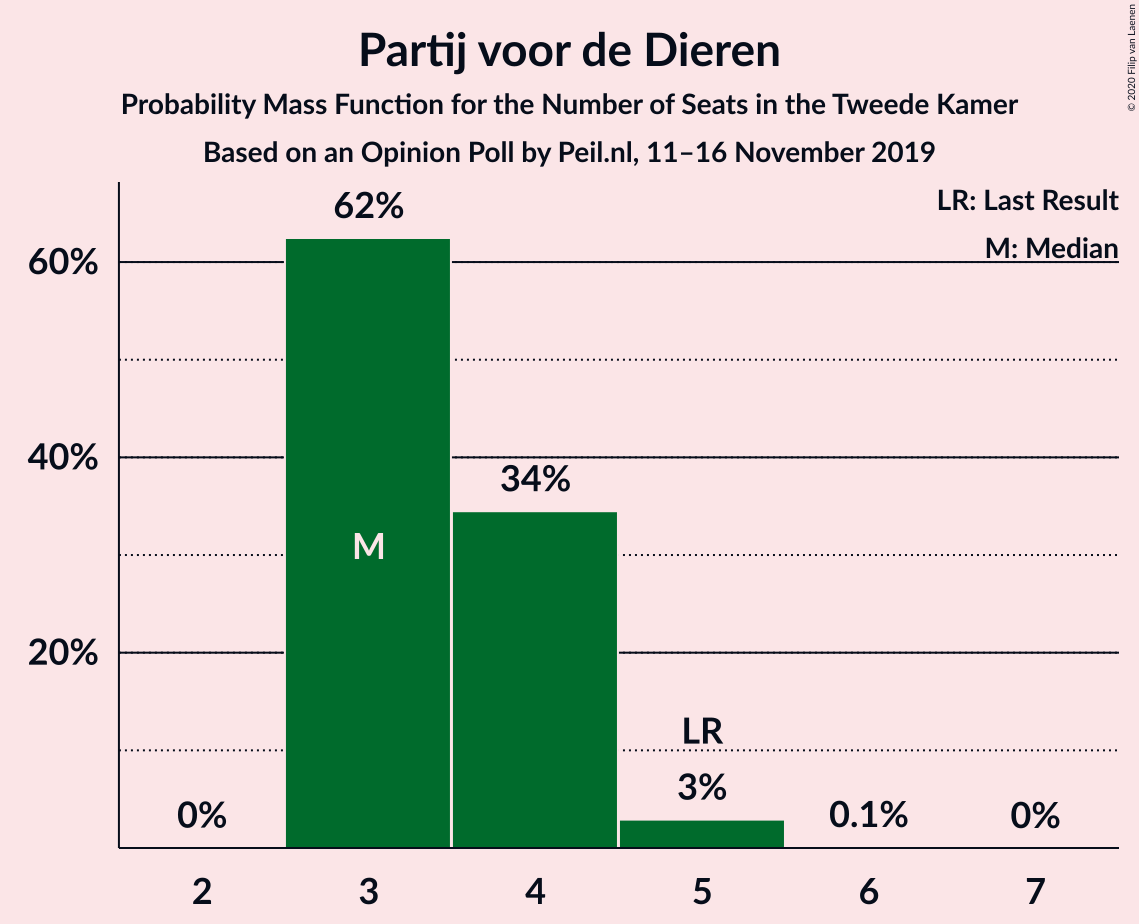 Partij voor de Dieren
Probability Mass Function for the Number of Seats in the Tweede Kamer
Based on an Opinion Poll by Peil.nl, 11–16 November 2019
© 2020 Filip van Laenen
LR: Last Result
M: Median
62%
60%
40%
34%
M
20%
LR
3%
0%
0.1%
0%
2 3 4 5 6 7